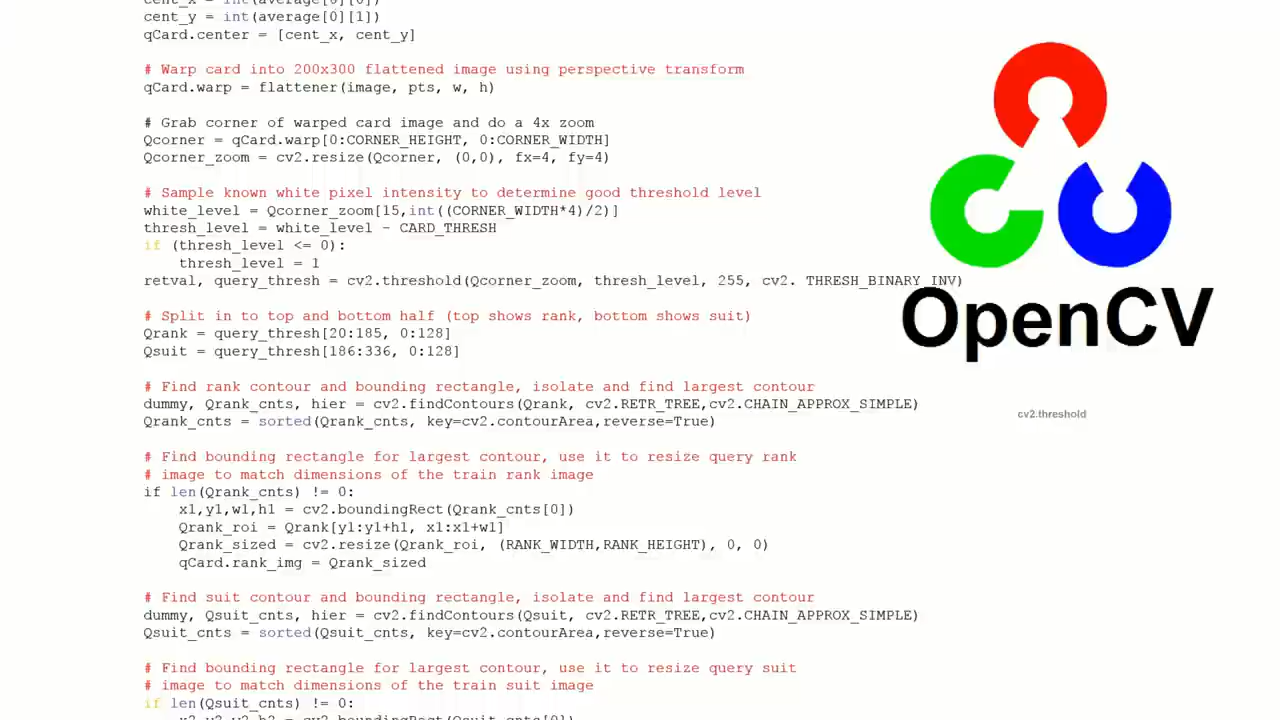 cent_x = int(average[0][0])
cent_y = int(average[0][1])
qCard.center = [cent_x, cent_y]
# Warp card into 200x300 flattened image using perspective transform
qCard.warp = flattener(image, pts, w, h)
# Grab corner of warped card image and do a 4x zoom
Qcorner = qCard.warp[0:CORNER_HEIGHT, 0:CORNER_WIDTH]
Qcorner_zoom = cv2.resize(Qcorner, (0,0), fx=4, fy=4)
# Sample known white pixel intensity to determine good threshold level
white_level = Qcorner_zoom[15,int((CORNER_WIDTH*4)/2)]
thresh_level = white_level - CARD_THRESH
if (thresh_level <= 0):
    thresh_level = 1
retval, query_thresh = cv2.threshold(Qcorner_zoom, thresh_level, 255, cv2. THRESH_BINARY_INV)
# Split in to top and bottom half (top shows rank, bottom shows suit)
Qrank = query_thresh[20:185, 0:128]
Qsuit = query_thresh[186:336, 0:128]
# Find rank contour and bounding rectangle, isolate and find largest contour
dummy, Qrank_cnts, hier = cv2.findContours(Qrank, cv2.RETR_TREE,cv2.CHAIN_APPROX_SIMPLE)
Qrank_cnts = sorted(Qrank_cnts, key=cv2.contourArea,reverse=True)
# Find bounding rectangle for largest contour, use it to resize query rank
# image to match dimensions of the train rank image
if len(Qrank_cnts) != 0:
    x1,y1,w1,h1 = cv2.boundingRect(Qrank_cnts[0])
    Qrank_roi = Qrank[y1:y1+h1, x1:x1+w1]
    Qrank_sized = cv2.resize(Qrank_roi, (RANK_WIDTH,RANK_HEIGHT), 0, 0)
    qCard.rank_img = Qrank_sized
# Find suit contour and bounding rectangle, isolate and find largest contour
dummy, Qsuit_cnts, hier = cv2.findContours(Qsuit, cv2.RETR_TREE,cv2.CHAIN_APPROX_SIMPLE)
Qsuit_cnts = sorted(Qsuit_cnts, key=cv2.contourArea,reverse=True)
# Find bounding rectangle for largest contour, use it to resize query suit
# image to match dimensions of the train suit image
if len(Qsuit_cnts) != 0:
    x2,y2,w2,h2 = cv2.boundingRect(Qsuit_cnts[0])
OpenCV
cv2.threshold